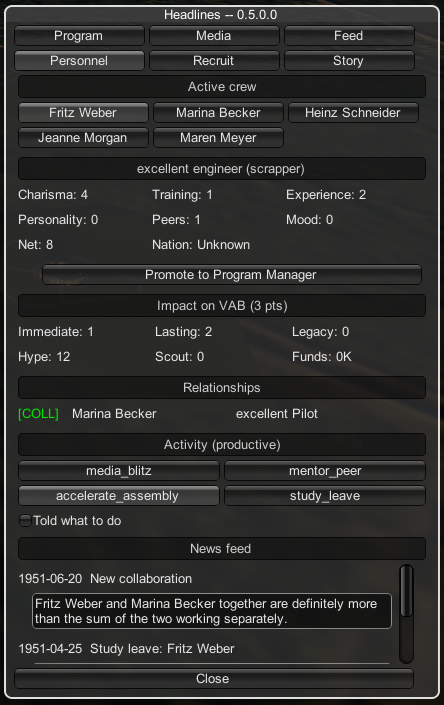 Headlines -- 0.5.0.0
Program Media Feed
Personnel Recruit Story
Active crew
Fritz Weber Marina Becker Heinz Schneider
Jeanne Morgan Maren Meyer
excellent engineer (scrapper)
Charisma: 4 Training: 1 Experience: 2
Personality: 0 Peers: 1 Mood: 0
Net: 8 Nation: Unknown
Promote to Program Manager
Impact on VAB (3 pts)
Immediate: 1 Lasting: 2 Legacy: 0
Hype: 12 Scout: 0 Funds: 0K
Relationships
[COLL] Marina Becker excellent Pilot
Activity (productive)
media_blitz mentor_peer
accelerate_assembly study_leave
Told what to do
News feed
1951-06-20 New collaboration
Fritz Weber and Marina Becker together are definitely more
than the sum of the two working separately.
1951-04-25 Study leave: Fritz Weber
Close